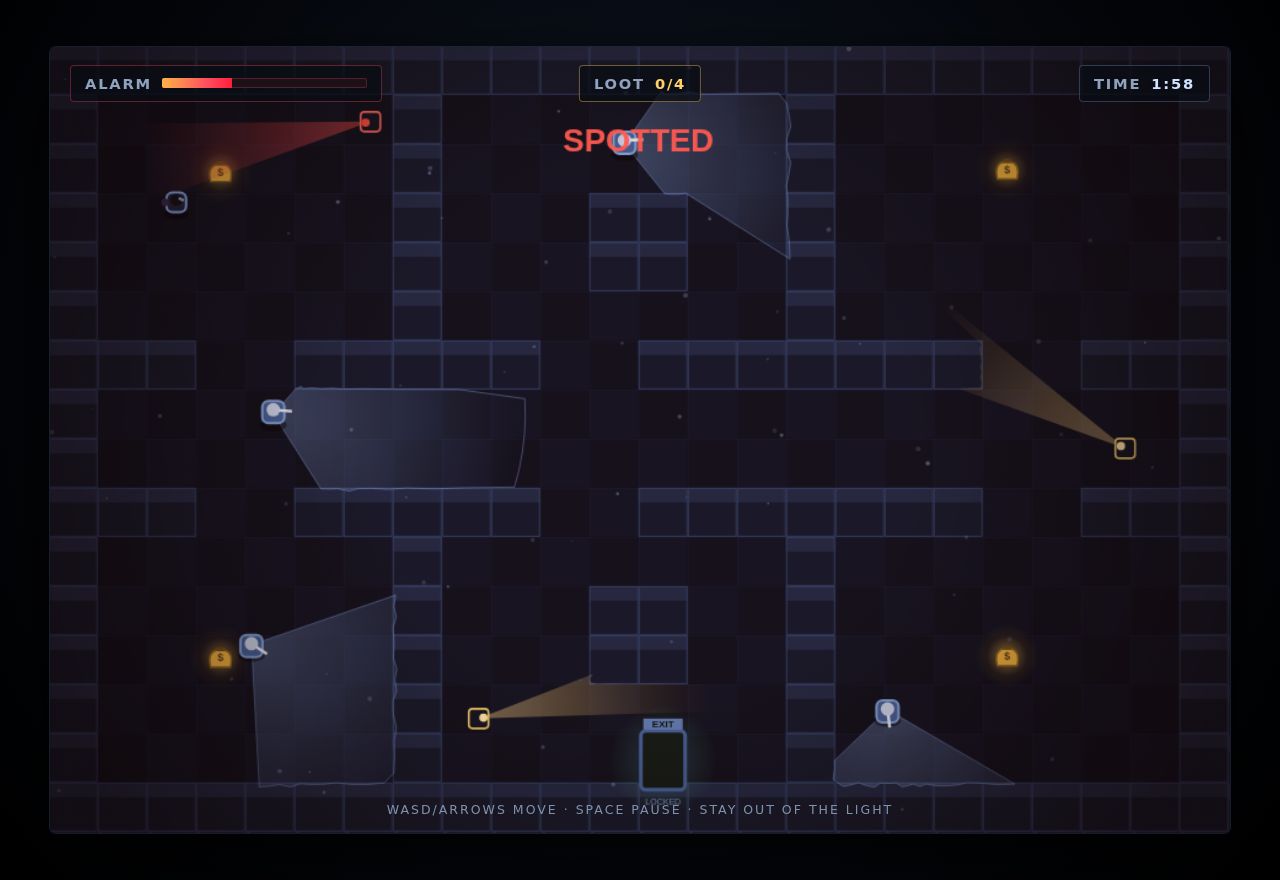 ALARM
LOOT 0/4
TIME 1:58
SPOTTED
$
$
$
$
EXIT
LOCKED
WASD/ARROWS MOVE · SPACE PAUSE · STAY OUT OF THE LIGHT